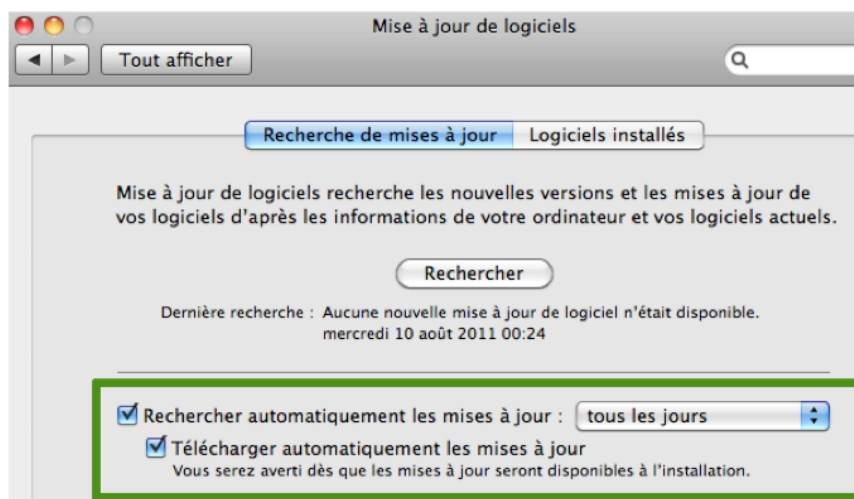 Mise à jour de logiciels
Tout afficher
Recherche de mises à jour
Logiciels installés
Mise à jour de logiciels recherche les nouvelles versions et les mises à jour de
vos logiciels d'après les informations de votre ordinateur et vos logiciels actuels.
Rechercher
Dernière recherche : Aucune nouvelle mise à jour de logiciel n'était disponible.
mercredi 10 août 2011 00:24
Rechercher automatiquement les mises à jour : tous les jours
Télécharger automatiquement les mises à jour
Vous serez averti dès que les mises à jour seront disponibles à l'installation.